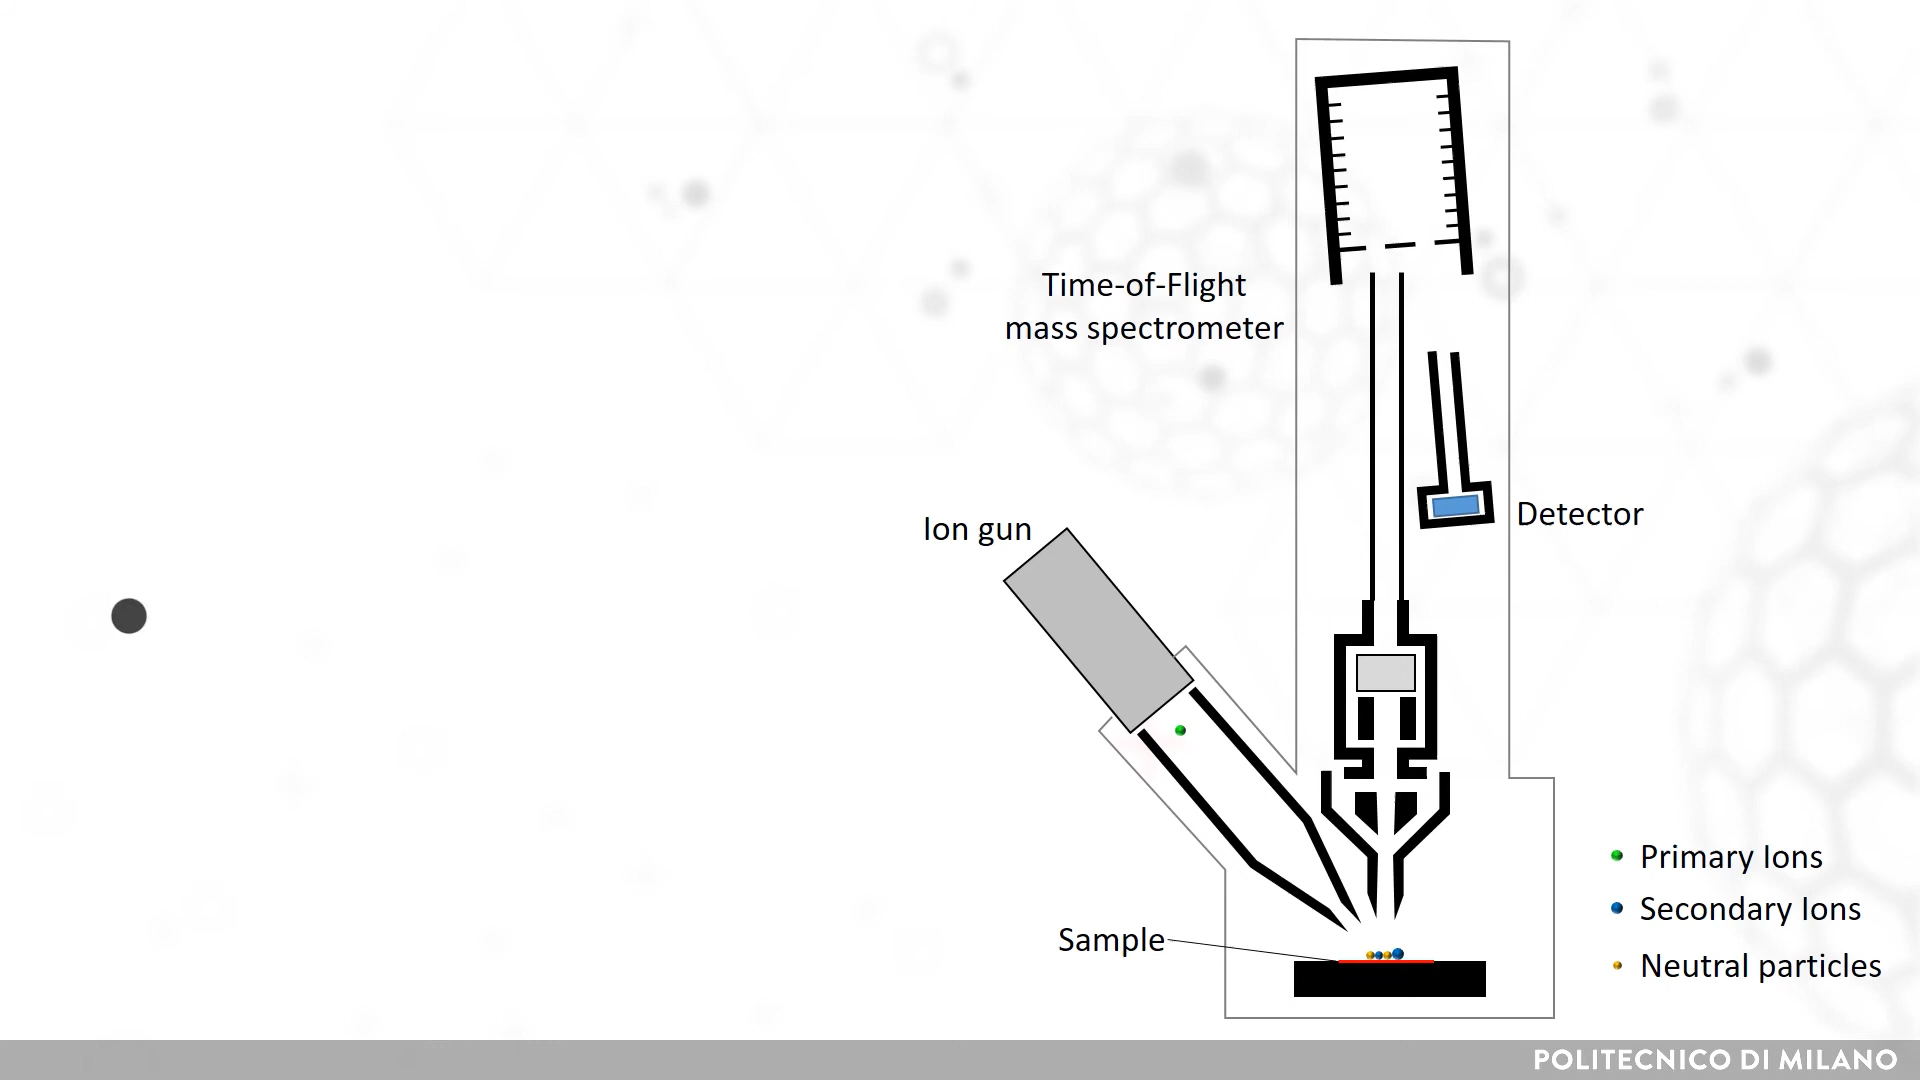 Time-of-Flight
mass spectrometer
Ion gun
Detector
Sample
Primary Ions
Secondary Ions
Neutral particles
POLITECNICO DI MILANO